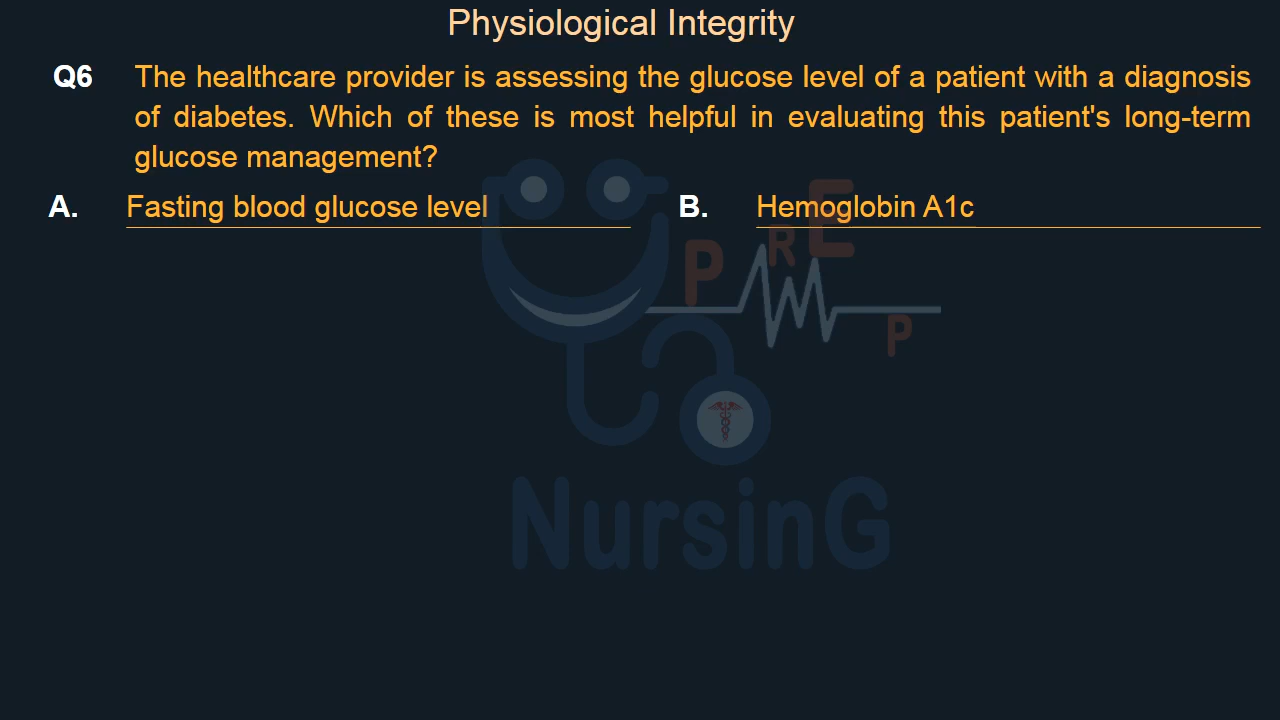 Physiological Integrity
Q6 The healthcare provider is assessing the glucose level of a patient with a diagnosis
of diabetes. Which of these is most helpful in evaluating this patient's long-term
glucose management?
A. Fasting blood glucose level B. Hemoglobin A1c
PREP
NursinG